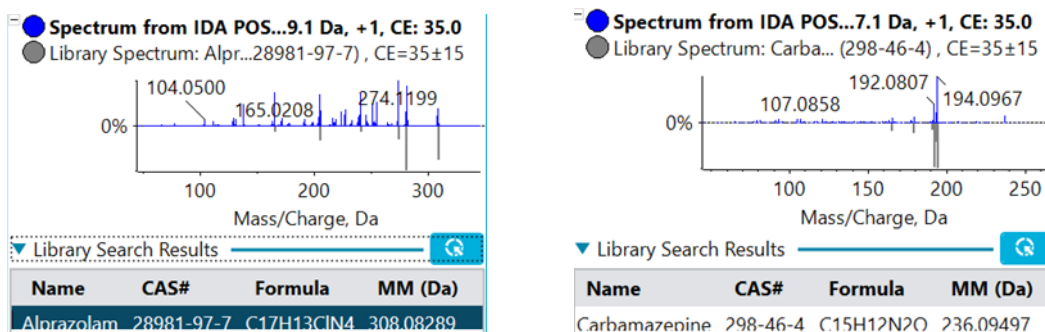 Spectrum from IDA POS...9.1 Da, +1, CE: 35.0
Library Spectrum: Alpr...28981-97-7) , CE=35±15
104.0500
165.0208
274.1199
0%
100 200 300
Mass/Charge, Da
Library Search Results
Name CAS# Formula MM (Da)
Alprazolam 28981-97-7 C17H13ClN4 308.08289
Spectrum from IDA POS...7.1 Da, +1, CE: 35.0
Library Spectrum: Carba... (298-46-4) , CE=35±15
192.0807
107.0858
194.0967
0%
100 150 200 250
Mass/Charge, Da
Library Search Results
Name CAS# Formula MM (Da)
Carbamazepine 298-46-4 C15H12N2O 236.09497